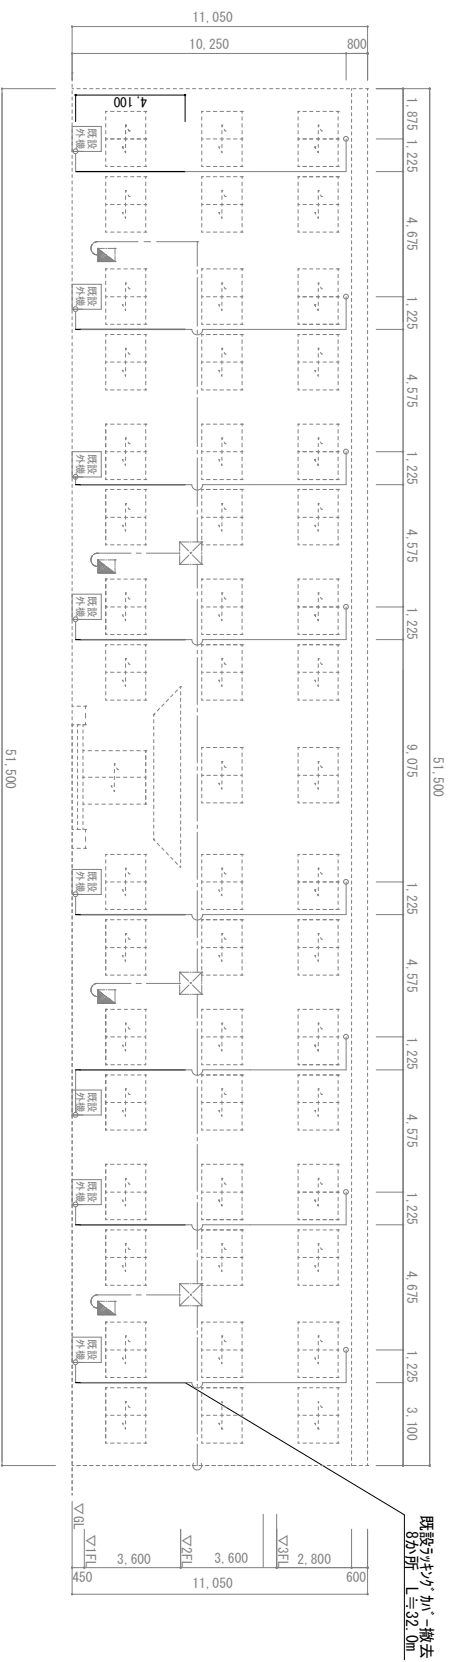 11,050
10,250
800
51,500
1,875
1,225
4,675
1,225
4,575
1,225
4,575
1,225
9,075
1,225
4,575
1,225
4,575
1,225
4,675
1,225
3,100
51,500
4,100
既設
外機
既設
外機
既設
外機
既設
外機
既設
外機
既設
外機
既設
外機
既設
外機
▽GL
▽1FL
▽2FL
▽3FL
450
3,600
3,600
2,800
600
11,050
既設ラッキングカバー撤去
8か所 L≒32.0m